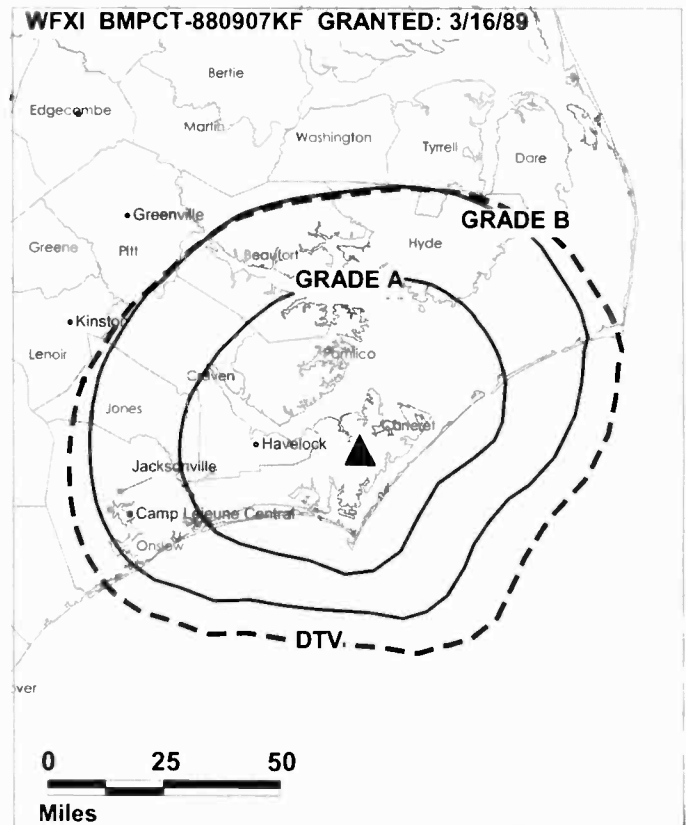 WFXI BMPCT-880907KF GRANTED: 3/16/89
Bertie
Edgecombe
Martin
Washington
Tyrrell
Dare
Greenville
GRADE B
Greene
Pitt
Beaufort
Hyde
GRADE A
Kinston
Lenoir
Pamlico
Craven
Jones
Carteret
Havelock
Jacksonville
Camp Lejeune Central
Onslow
DTV
over
0 25 50
Miles